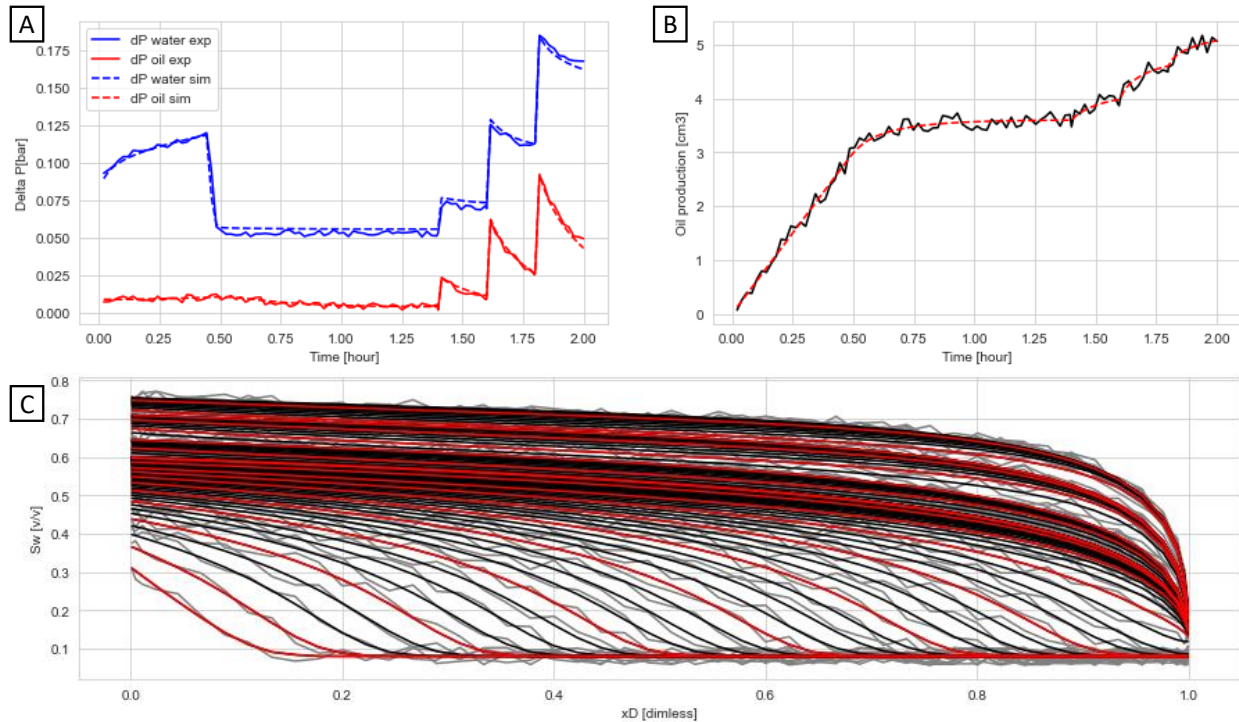 A
dP water exp
dP oil exp
dP water sim
dP oil sim
0.175
0.150
0.125
0.100
0.075
0.050
0.025
0.000
Delta P[bar]
0.00 0.25 0.50 0.75 1.00 1.25 1.50 1.75 2.00
Time [hour]
B
5
4
3
2
1
0
Oil production [cm3]
0.00 0.25 0.50 0.75 1.00 1.25 1.50 1.75 2.00
Time [hour]
C
0.8
0.7
0.6
0.5
0.4
0.3
0.2
0.1
Sw [v/v]
0.0 0.2 0.4 0.6 0.8 1.0
xD [dimless]